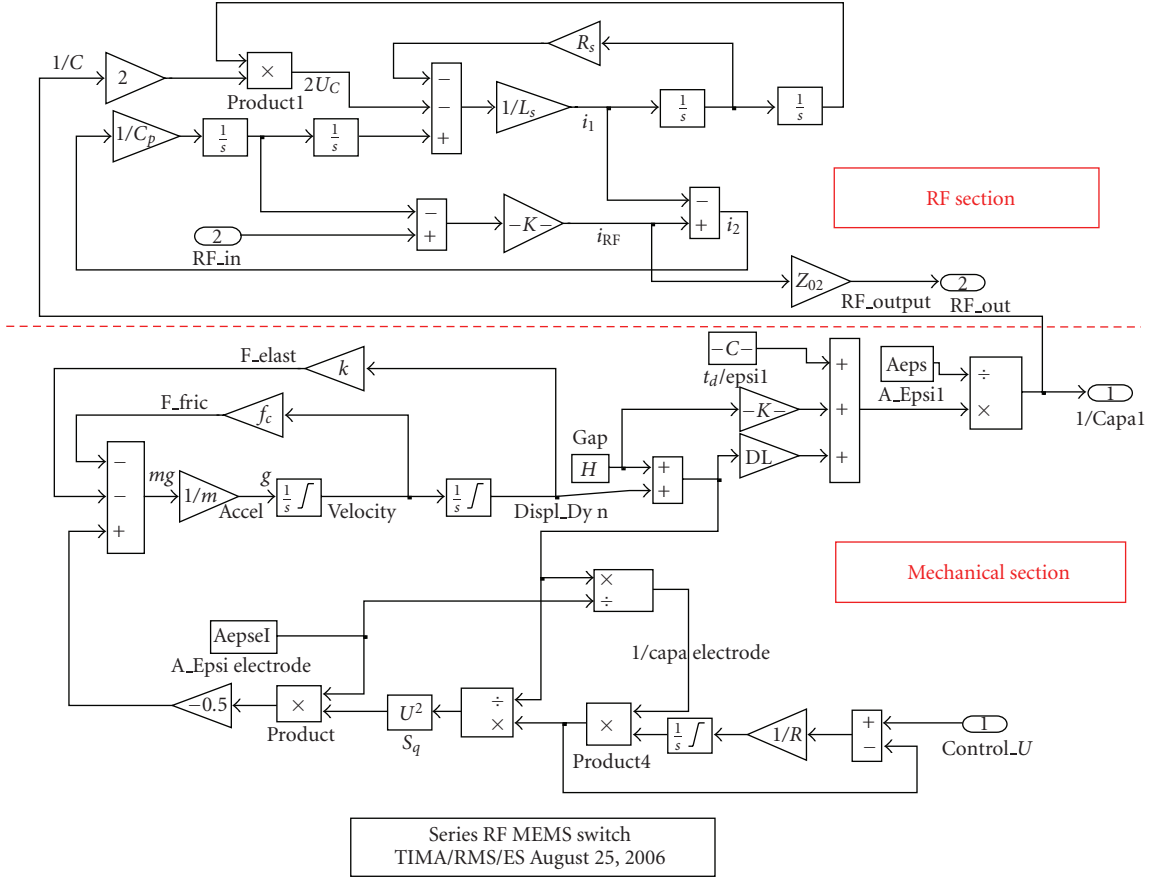 1/C
2
×
Product1
2U_C
R_s
−
−
+
1/L_s
i_1
1/s
1/s
1/C_p
1/s
1/s
−
+
−K−
i_RF
−
+
i_2
2
RF_in
Z_02
RF_output
2
RF_out
RF section
F_elast
k
F_fric
f_c
−
−
+
mg
1/m
g
Accel
1/s
Velocity
1/s
Displ_Dy n
Gap
H
+
+
−C−
t_d/epsi1
−K−
DL
+
+
+
Aeps
A_Epsi1
÷
×
1
1/Capa1
Mechanical section
×
÷
1/capa electrode
AepseI
A_Epsi electrode
−0.5
×
Product
U²
S_q
÷
×
×
Product4
1/s
1/R
+
−
1
Control_U
Series RF MEMS switch
TIMA/RMS/ES August 25, 2006